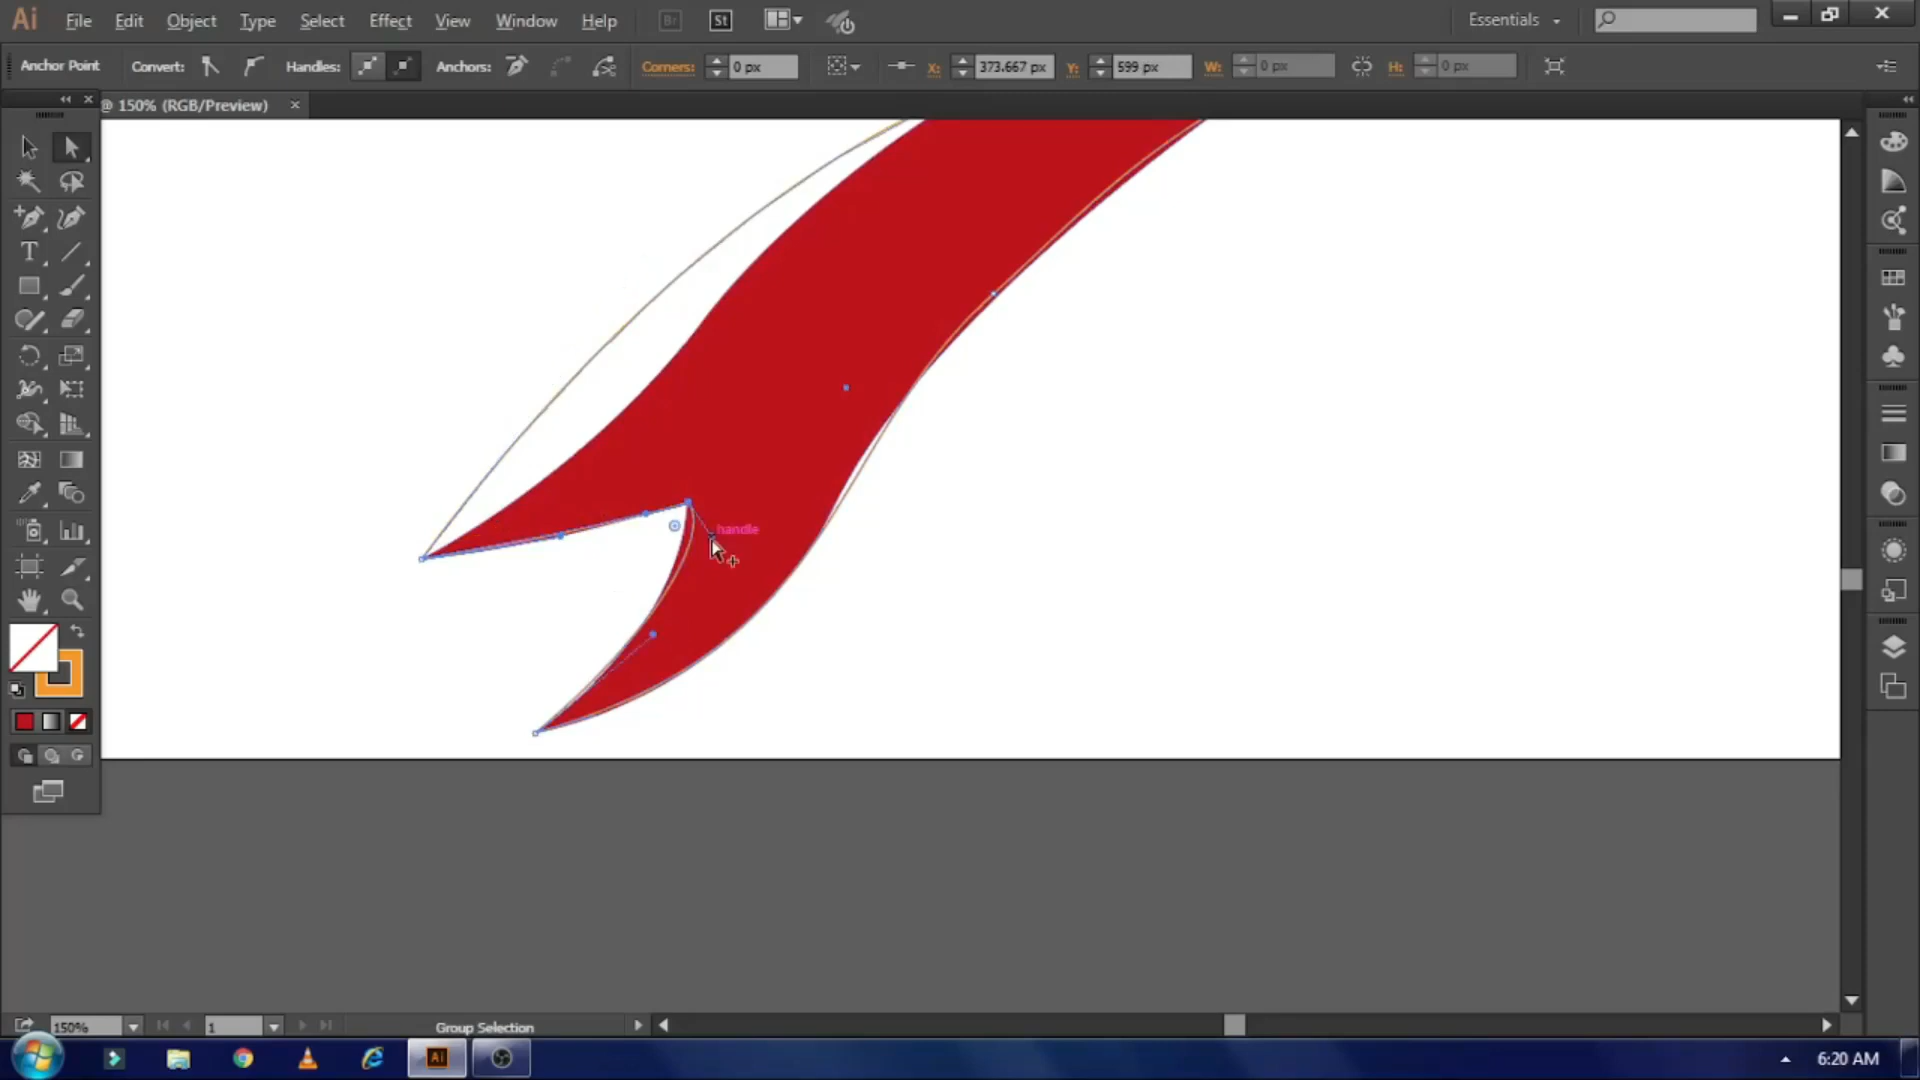 Ai File Edit Object Type Select Effect View Window Help Br St Essentials
Anchor Point Convert: Handles: Anchors: Corners: 0 px X: 373.667 px Y: 599 px W: 0 px H: 0 px
@ 150% (RGB/Preview)
T
handle
150% 1 Group Selection
Ai 6:20 AM